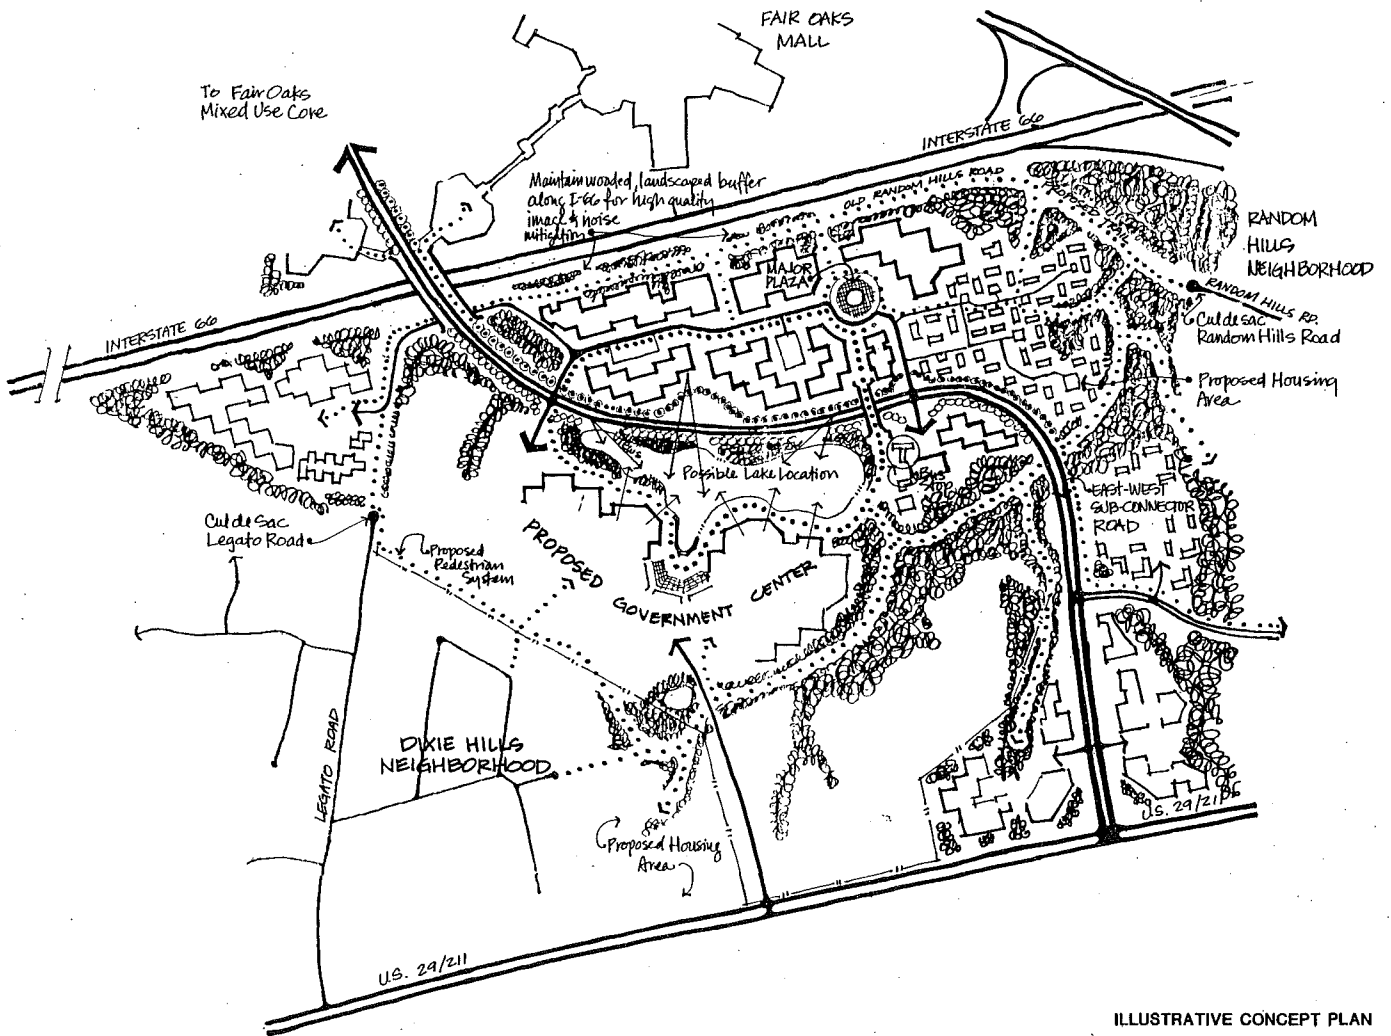 FAIR OAKS
MALL
To Fair Oaks
Mixed Use Core
INTERSTATE 66
Maintain wooded, landscaped buffer
along I-66 for high quality
image & noise
mitigation
OLD RANDOM HILLS ROAD
RANDOM
HILLS
NEIGHBORHOOD
MAJOR
PLAZA
RANDOM HILLS RD.
Cul de sac
Random Hills Road
INTERSTATE 66
Proposed Housing
Area
Possible Lake Location
Bus
EAST-WEST
SUB-CONNECTOR
ROAD
Cul de Sac
Legato Road
PROPOSED
GOVERNMENT
CENTER
Proposed
Pedestrian
System
LEGATO ROAD
DIXIE HILLS
NEIGHBORHOOD
U.S. 29/211
Proposed Housing
Area
U.S. 29/211
ILLUSTRATIVE CONCEPT PLAN